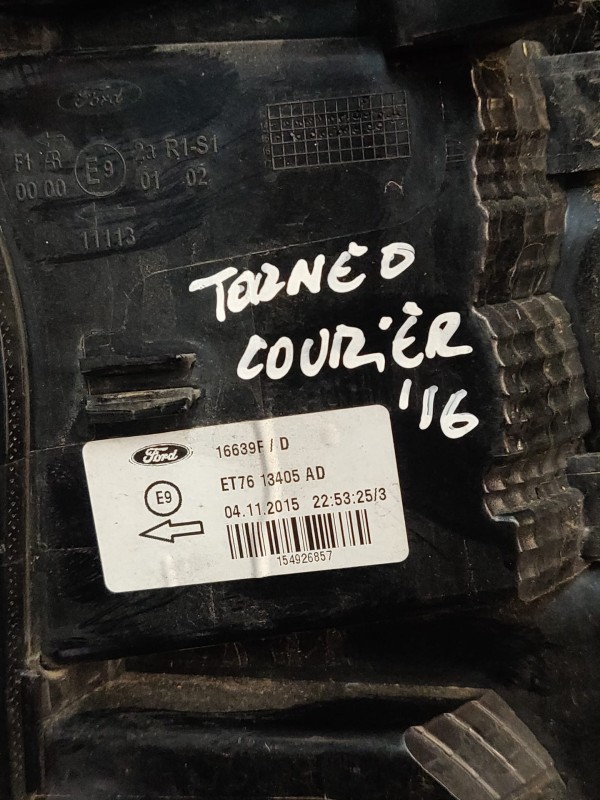 Ford
F1 AR E9 2a R1-S1
00 00 01 02
11113
TORNEO
COURIER
'16
Ford 16639F / D
ET76 13405 AD
E9
04.11.2015 22:53:25/3
154926857